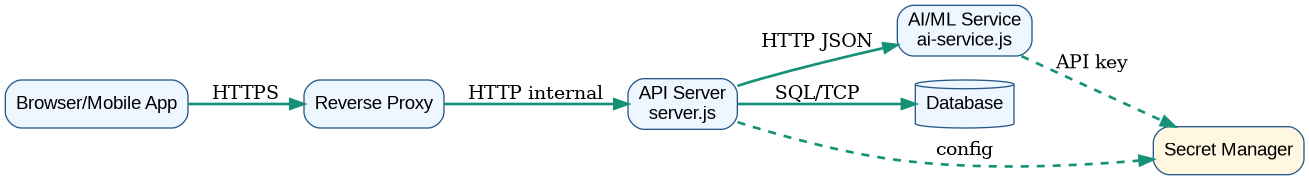 Browser/Mobile App
HTTPS
Reverse Proxy
HTTP internal
API Server
server.js
HTTP JSON
AI/ML Service
ai-service.js
SQL/TCP
Database
API key
config
Secret Manager